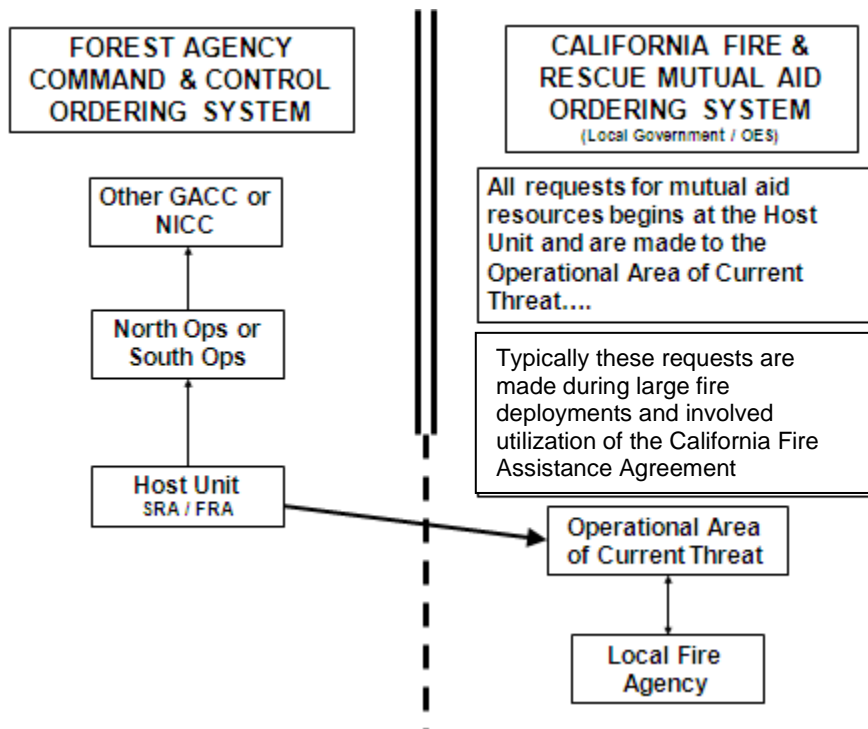 FOREST AGENCY
COMMAND & CONTROL
ORDERING SYSTEM
Other GACC or
NICC
North Ops or
South Ops
Host Unit
SRA / FRA
CALIFORNIA FIRE &
RESCUE MUTUAL AID
ORDERING SYSTEM
(Local Government / OES)
All requests for mutual aid
resources begins at the Host
Unit and are made to the
Operational Area of Current
Threat....
Typically these requests are
made during large fire
deployments and involved
utilization of the California Fire
Assistance Agreement
Operational Area
of Current Threat
Local Fire
Agency